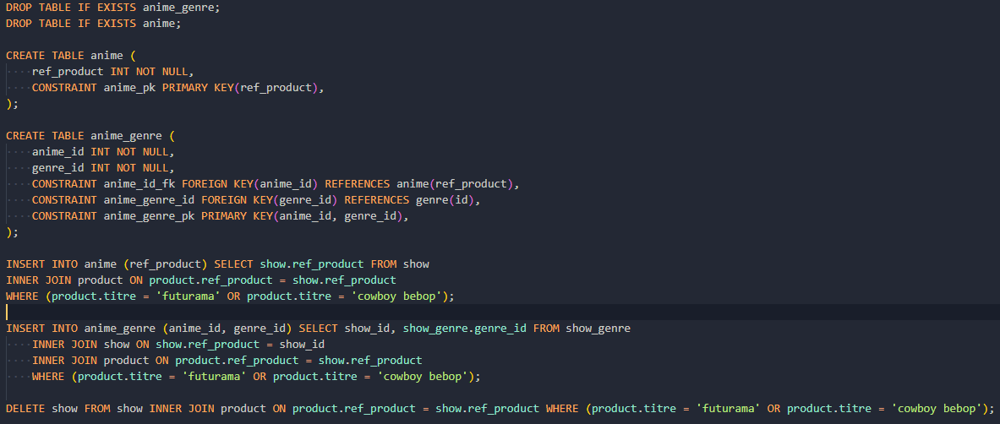 DROP TABLE IF EXISTS anime_genre;
DROP TABLE IF EXISTS anime;
CREATE TABLE anime (
ref_product INT NOT NULL,
CONSTRAINT anime_pk PRIMARY KEY(ref_product),
);
CREATE TABLE anime_genre (
anime_id INT NOT NULL,
genre_id INT NOT NULL,
CONSTRAINT anime_id_fk FOREIGN KEY(anime_id) REFERENCES anime(ref_product),
CONSTRAINT anime_genre_id FOREIGN KEY(genre_id) REFERENCES genre(id),
CONSTRAINT anime_genre_pk PRIMARY KEY(anime_id, genre_id),
);
INSERT INTO anime (ref_product) SELECT show.ref_product FROM show
INNER JOIN product ON product.ref_product = show.ref_product
WHERE (product.titre = 'futurama' OR product.titre = 'cowboy bebop');
INSERT INTO anime_genre (anime_id, genre_id) SELECT show_id, show_genre.genre_id FROM show_genre
INNER JOIN show ON show.ref_product = show_id
INNER JOIN product ON product.ref_product = show.ref_product
WHERE (product.titre = 'futurama' OR product.titre = 'cowboy bebop');
DELETE show FROM show INNER JOIN product ON product.ref_product = show.ref_product WHERE (product.titre = 'futurama' OR product.titre = 'cowboy bebop');